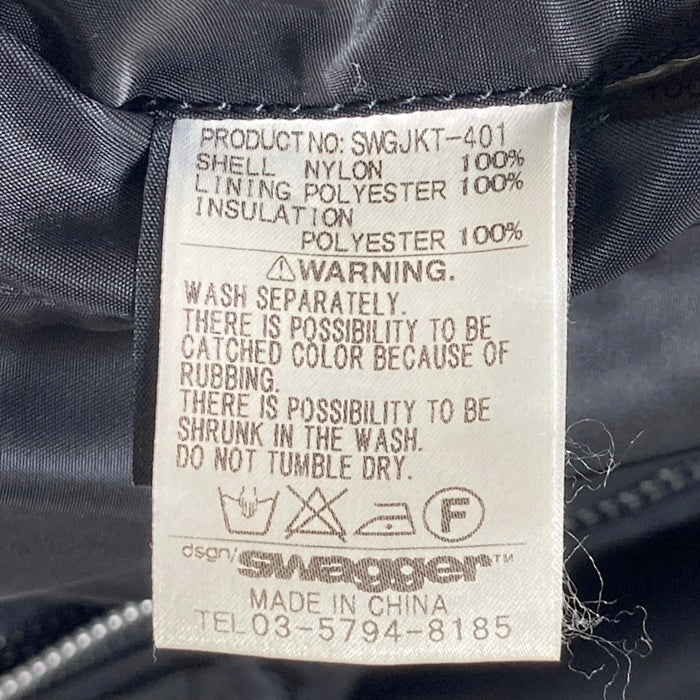 PRODUCT NO: SWGJKT-401
SHELL NYLON 100%
LINING POLYESTER 100%
INSULATION
POLYESTER 100%
⚠WARNING.
WASH SEPARATELY.
THERE IS POSSIBILITY TO BE
CATCHED COLOR BECAUSE OF
RUBBING.
THERE IS POSSIBILITY TO BE
SHRUNK IN THE WASH.
DO NOT TUMBLE DRY.
F
dsgn/swagger™
MADE IN CHINA
TEL 03-5794-8185